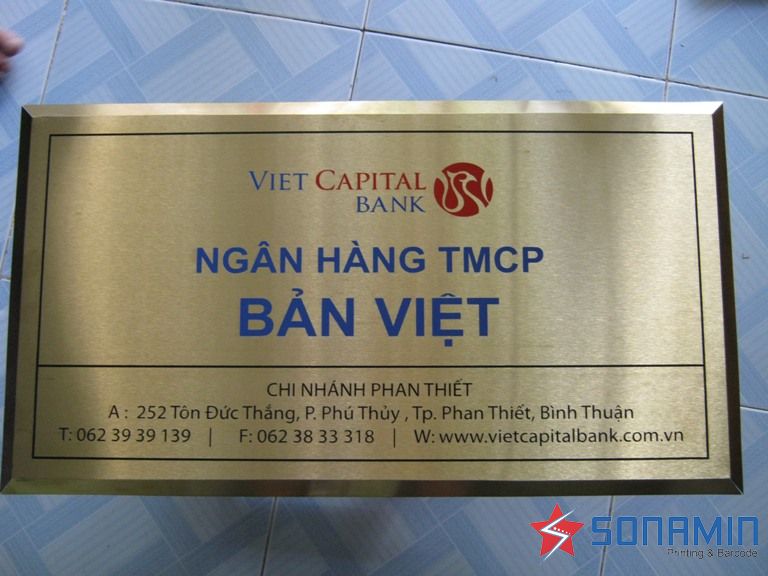 VIET CAPITAL
BANK
NGÂN HÀNG TMCP
BẢN VIỆT
CHI NHÁNH PHAN THIẾT
A : 252 Tôn Đức Thắng, P. Phú Thủy , Tp. Phan Thiết, Bình Thuận
T: 062 39 39 139 | F: 062 38 33 318 | W: www.vietcapitalbank.com.vn
SONAMIN
Printing & Barcode